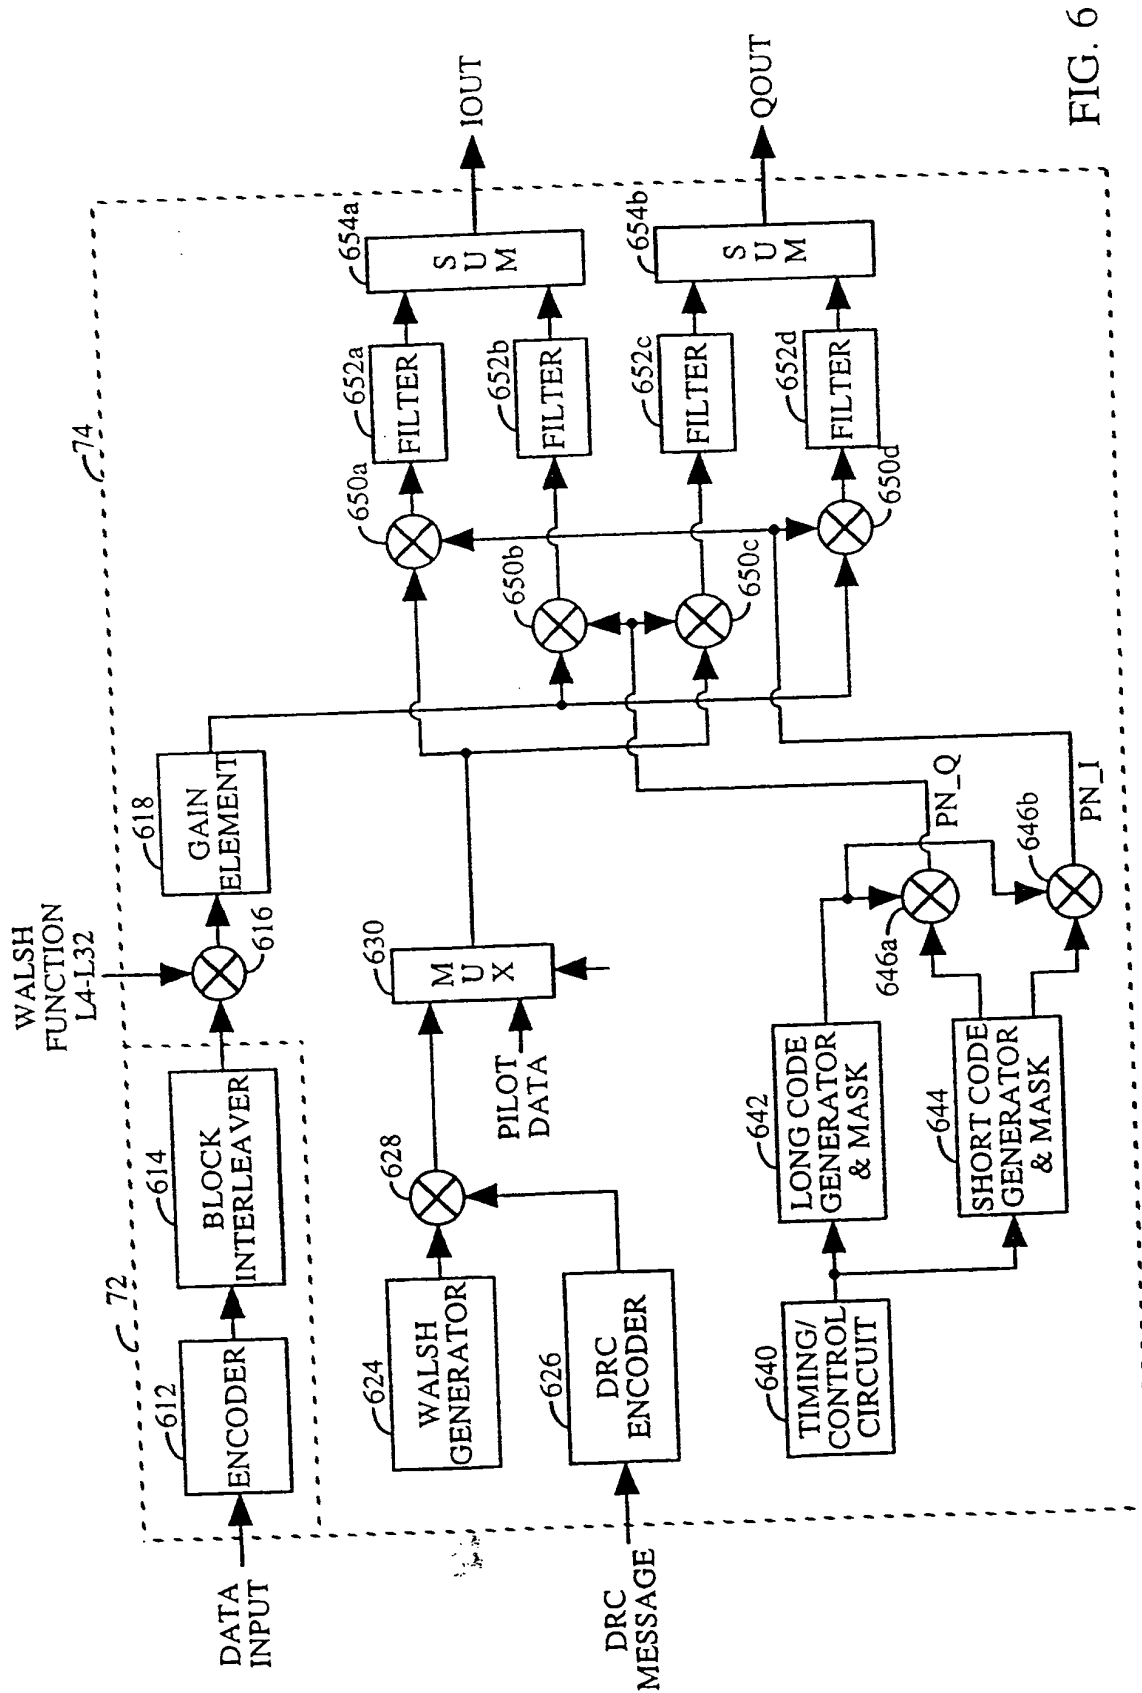 WALSH
FUNCTION
L4-L32
72
74
612
ENCODER
614
BLOCK
INTERLEAVER
616
618
GAIN
ELEMENT
DATA
INPUT
624
WALSH
GENERATOR
628
630
MUX
PILOT
DATA
626
DRC
ENCODER
DRC
MESSAGE
640
TIMING/
CONTROL
CIRCUIT
642
LONG CODE
GENERATOR
& MASK
644
SHORT CODE
GENERATOR
& MASK
646a
PN_Q
646b
PN_I
650a
652a
FILTER
650b
652b
FILTER
654a
SUM
IOUT
650c
652c
FILTER
650d
652d
FILTER
654b
SUM
QOUT
FIG. 6